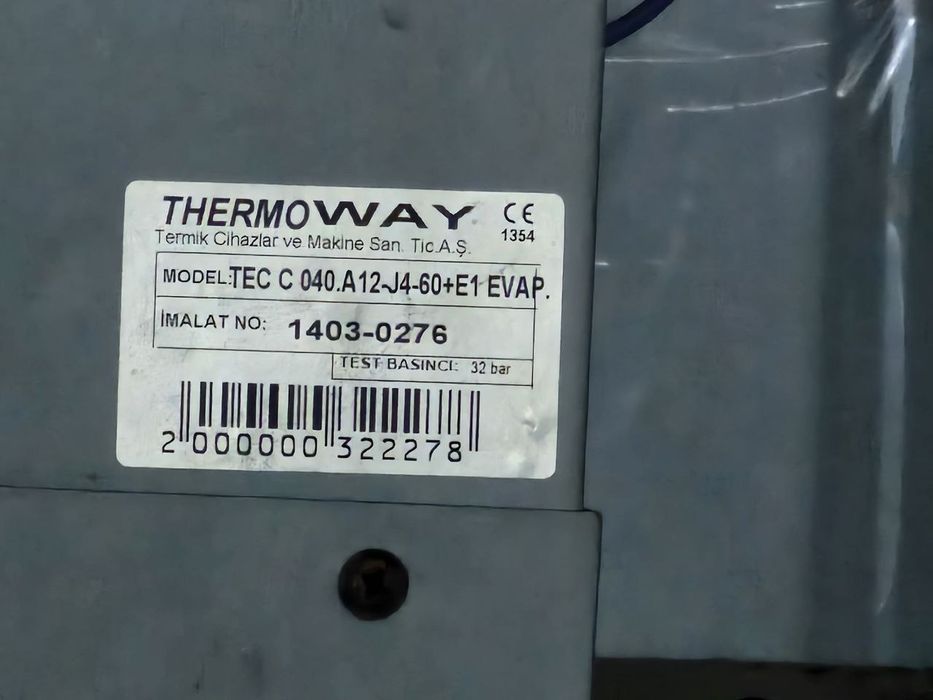 THERMOWAY CE
1354
Termik Cihazlar ve Makine San. Tic.A.Ş.
MODEL:TEC C 040.A12-J4-60+E1 EVAP.
İMALAT NO: 1403-0276
TEST BASINCI: 32 bar
2 000000 322278